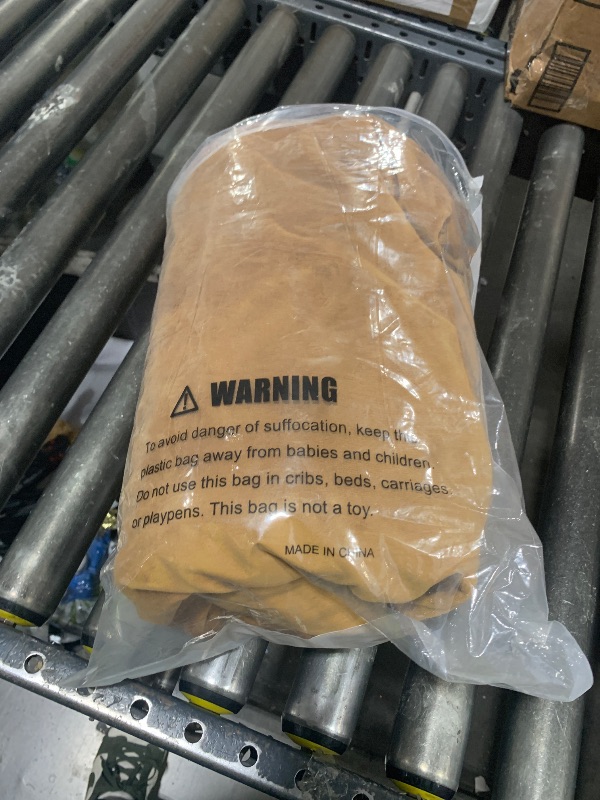 WARNING
To avoid danger of suffocation, keep this
plastic bag away from babies and children.
Do not use this bag in cribs, beds, carriages
or playpens. This bag is not a toy.
MADE IN CHINA